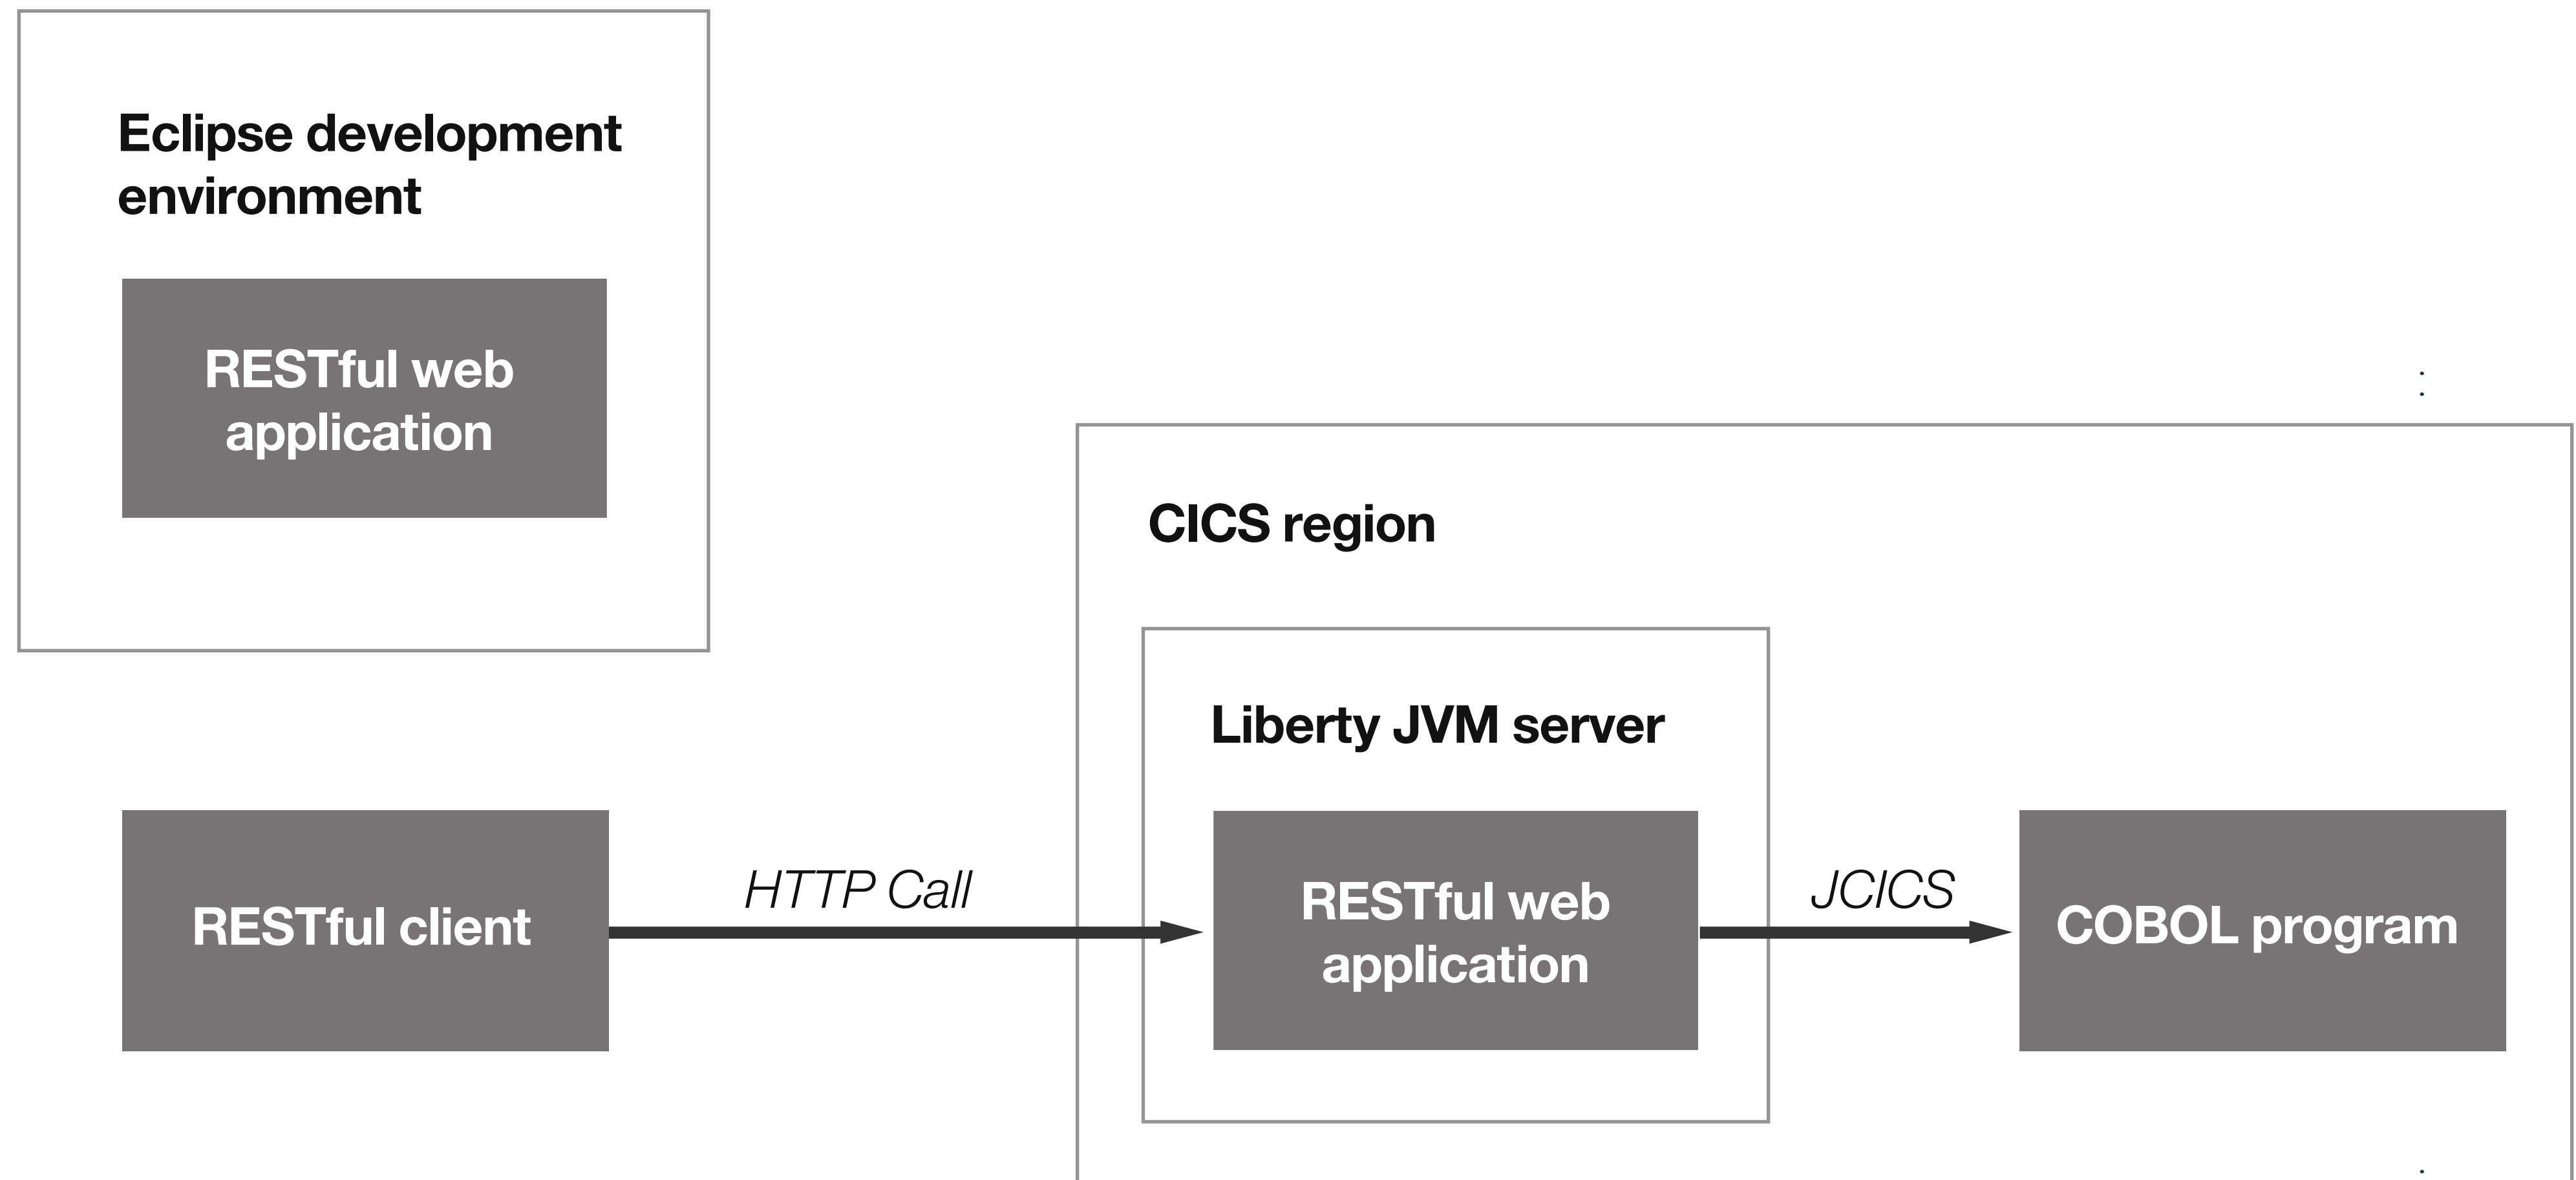 Eclipse development
environment
RESTful web
application
CICS region
Liberty JVM server
RESTful client
HTTP Call
RESTful web
application
JCICS
COBOL program